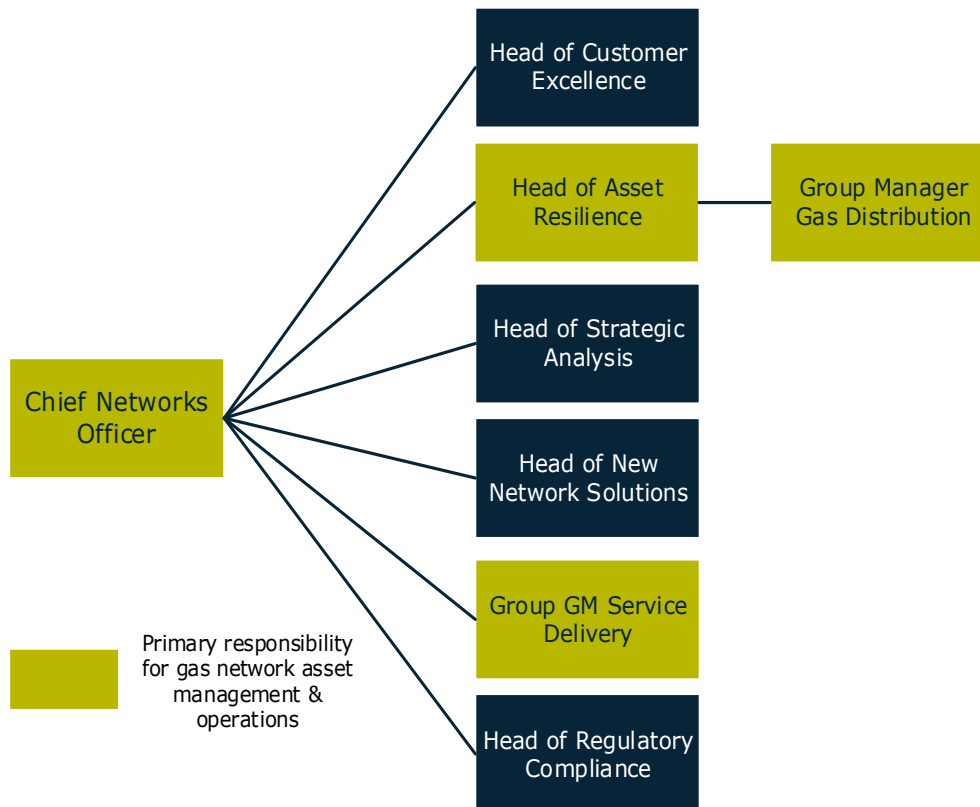 Head of Customer
Excellence
Head of Asset
Resilience
Group Manager
Gas Distribution
Head of Strategic
Analysis
Chief Networks
Officer
Head of New
Network Solutions
Group GM Service
Delivery
Primary responsibility
for gas network asset
management &
operations
Head of Regulatory
Compliance